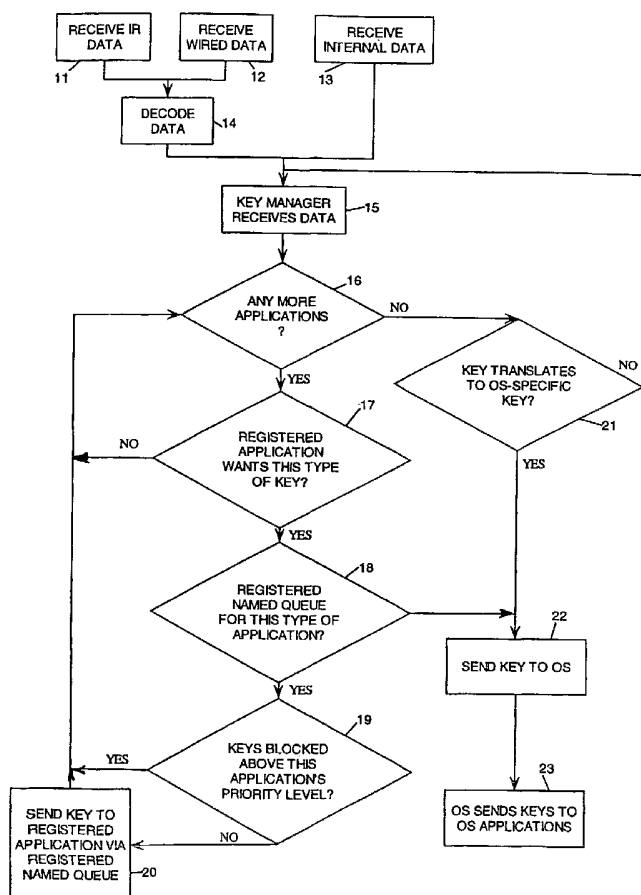 RECEIVE IR
DATA
11
RECEIVE
WIRED DATA
12
RECEIVE
INTERNAL DATA
13
DECODE
DATA
14
KEY MANAGER
RECEIVES DATA
15
16
ANY MORE
APPLICATIONS
?
NO
YES
KEY TRANSLATES
TO OS-SPECIFIC
KEY?
NO
21
YES
17
REGISTERED
APPLICATION
WANTS THIS TYPE
OF KEY?
NO
YES
18
REGISTERED
NAMED QUEUE
FOR THIS TYPE OF
APPLICATION?
YES
22
SEND KEY TO OS
19
KEYS BLOCKED
ABOVE THIS
APPLICATION'S
PRIORITY LEVEL?
YES
NO
SEND KEY TO
REGISTERED
APPLICATION VIA
REGISTERED
NAMED QUEUE
20
23
OS SENDS KEYS TO
OS APPLICATIONS